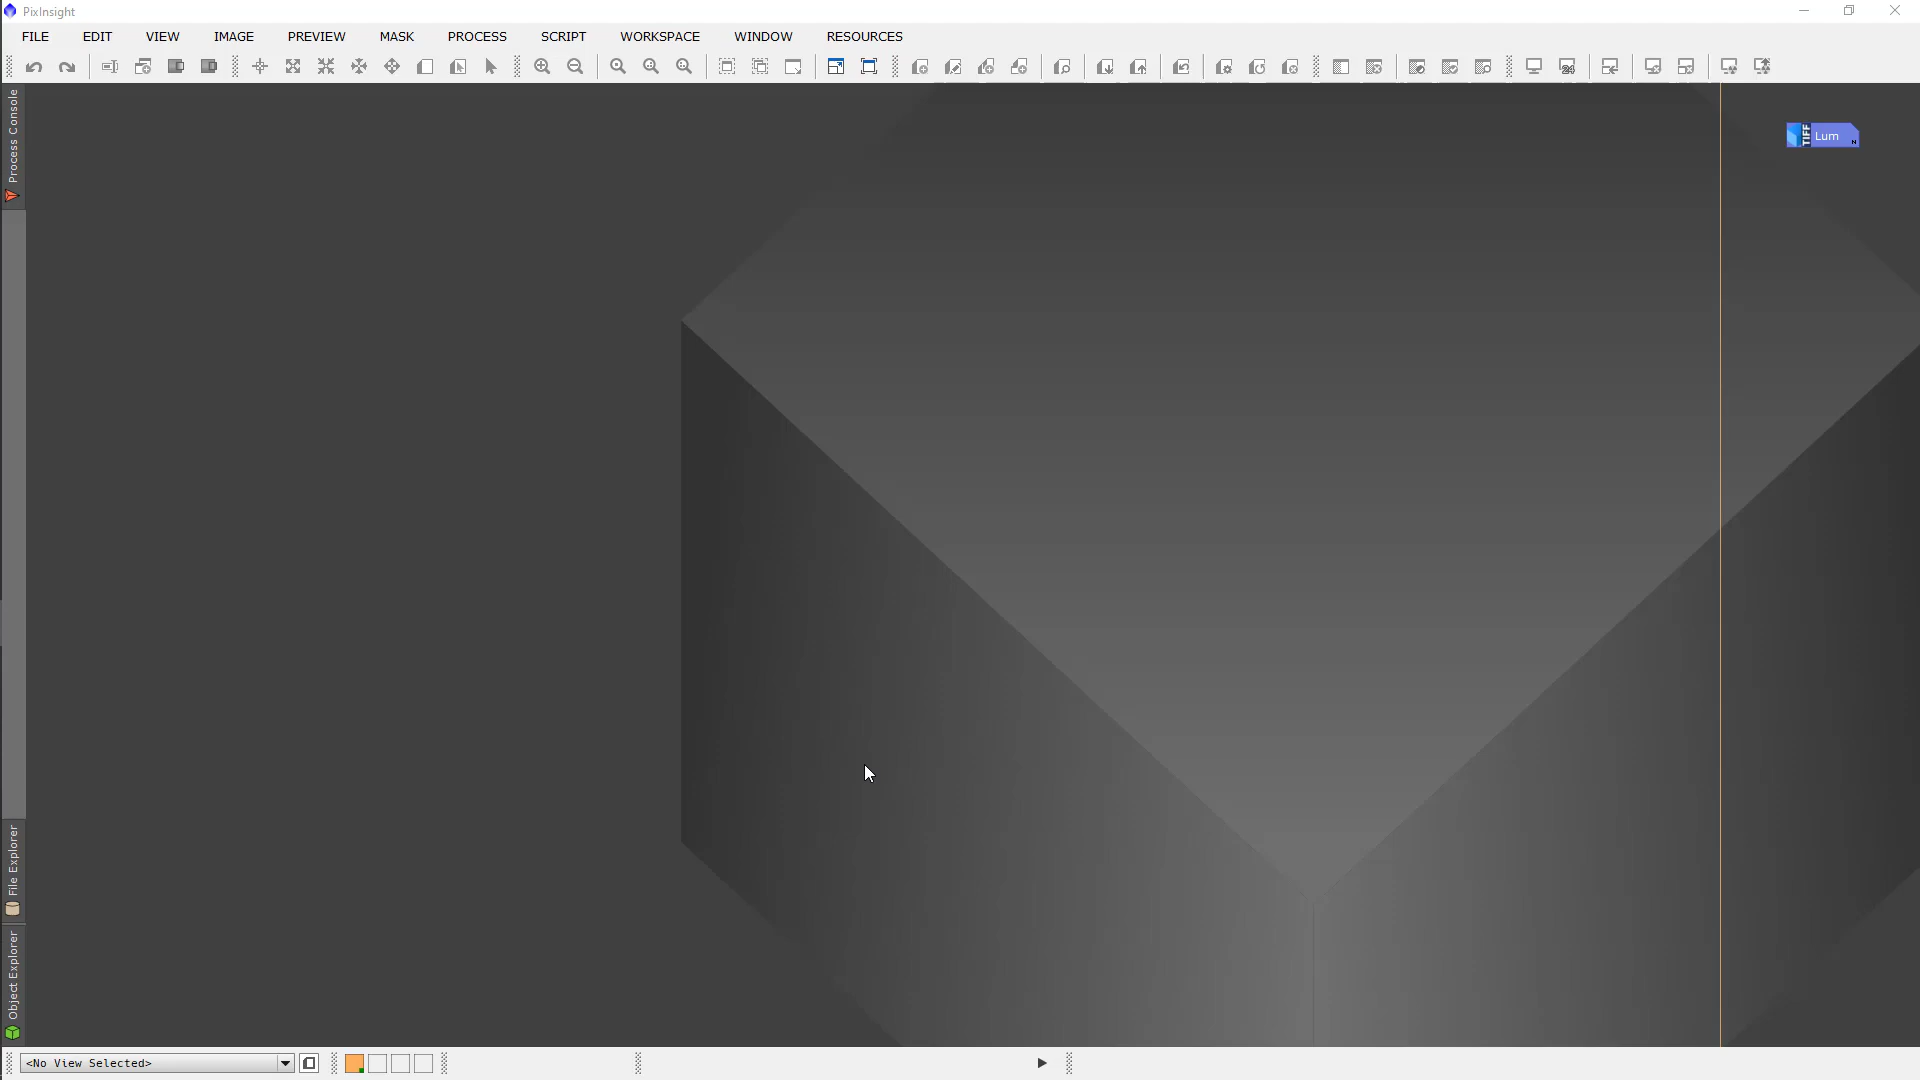 PixInsight
FILE EDIT VIEW IMAGE PREVIEW MASK PROCESS SCRIPT WORKSPACE WINDOW RESOURCES
Process Console
TIFF Lum
File Explorer
Object Explorer
<No View Selected>